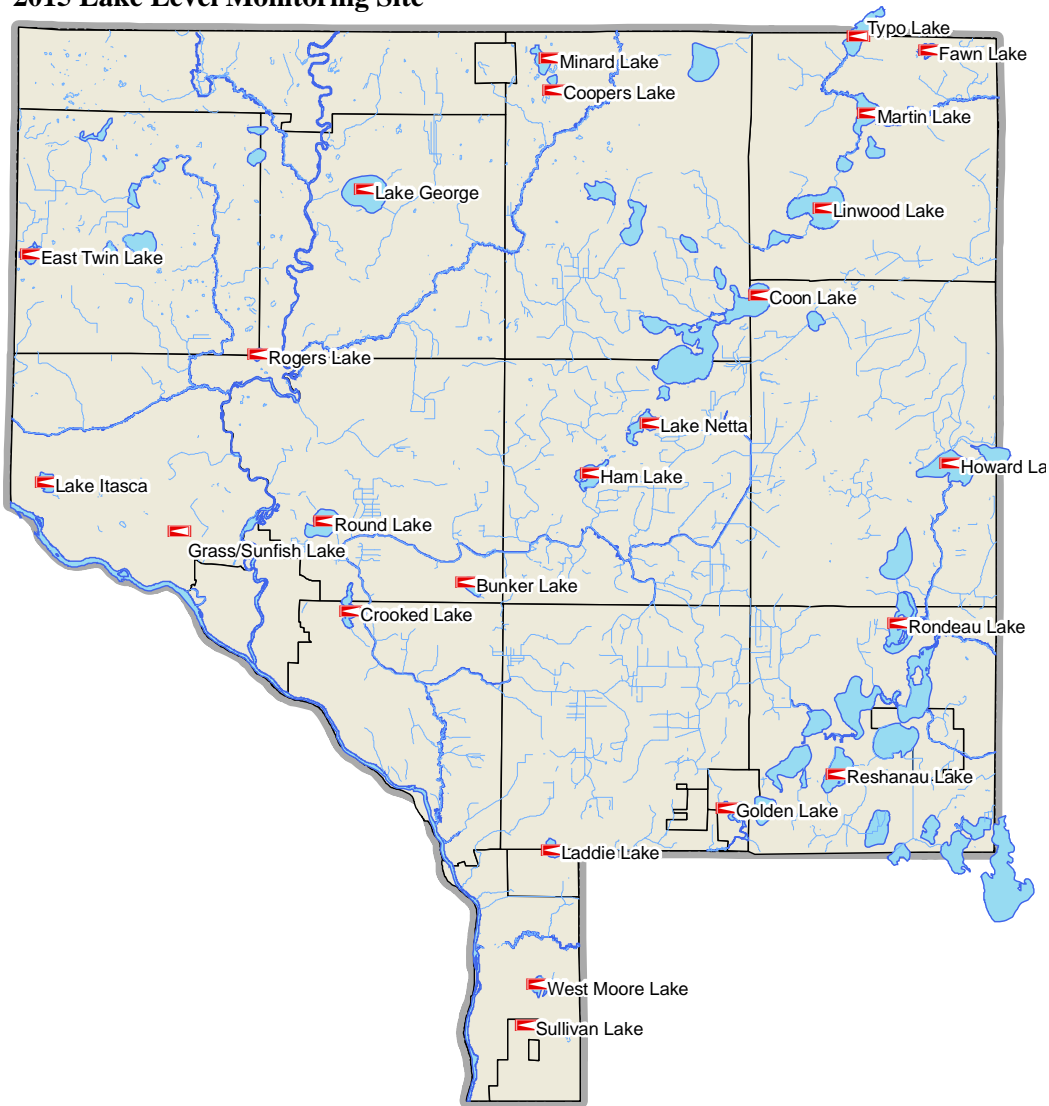 2015 Lake Level Monitoring Site
Typo Lake
Fawn Lake
Minard Lake
Coopers Lake
Martin Lake
Lake George
Linwood Lake
East Twin Lake
Coon Lake
Rogers Lake
Lake Netta
Howard La
Ham Lake
Lake Itasca
Round Lake
Grass/Sunfish Lake
Bunker Lake
Crooked Lake
Rondeau Lake
Reshanau Lake
Golden Lake
Laddie Lake
West Moore Lake
Sullivan Lake